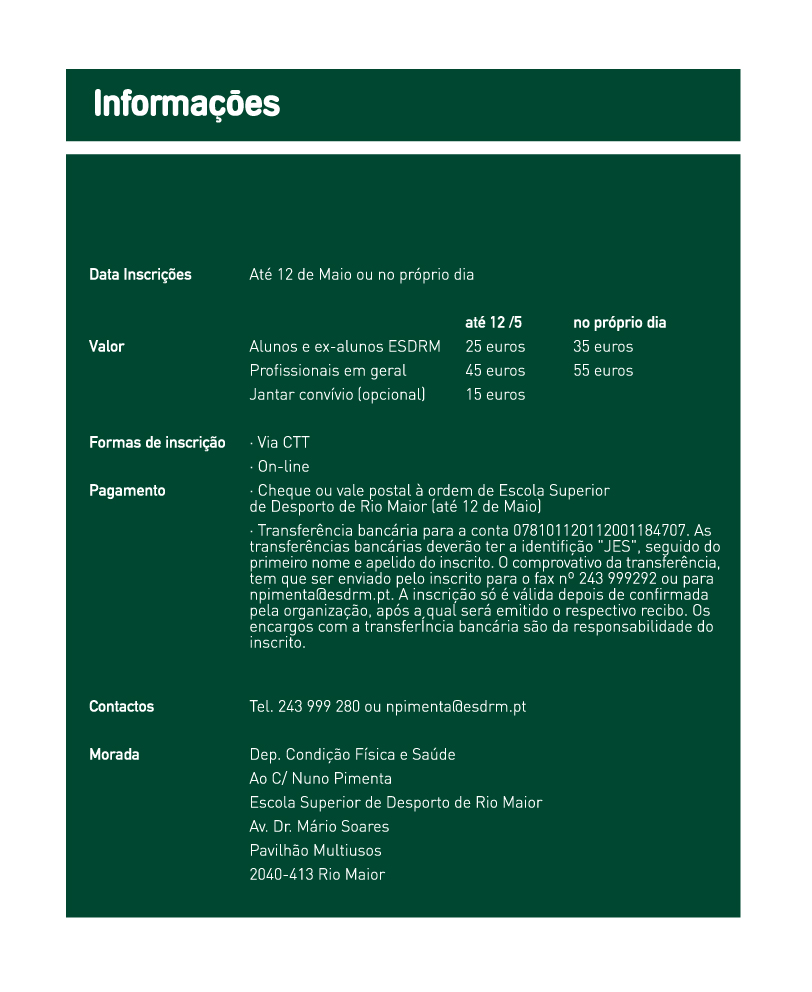 Informações
Data Inscrições Até 12 de Maio ou no próprio dia
até 12 /5 no próprio dia
Valor Alunos e ex-alunos ESDRM 25 euros 35 euros
Profissionais em geral 45 euros 55 euros
Jantar convívio (opcional) 15 euros
Formas de inscrição · Via CTT
· On-line
Pagamento · Cheque ou vale postal à ordem de Escola Superior
de Desporto de Rio Maior (até 12 de Maio)
· Transferência bancária para a conta 078101120112001184707. As
transferências bancárias deverão ter a identifição "JES", seguido do
primeiro nome e apelido do inscrito. O comprovativo da transferência,
tem que ser enviado pelo inscrito para o fax nº 243 999292 ou para
npimenta@esdrm.pt. A inscrição só é válida depois de confirmada
pela organização, após a qual será emitido o respectivo recibo. Os
encargos com a transferÍncia bancária são da responsabilidade do
inscrito.
Contactos Tel. 243 999 280 ou npimenta@esdrm.pt
Morada Dep. Condição Física e Saúde
Ao C/ Nuno Pimenta
Escola Superior de Desporto de Rio Maior
Av. Dr. Mário Soares
Pavilhão Multiusos
2040-413 Rio Maior